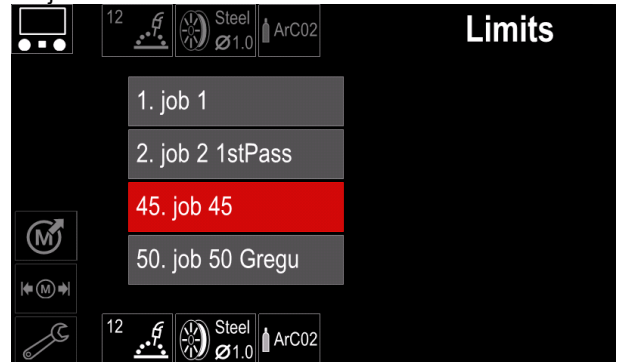 12
Steel
Ø1.0
ArC02
Limits
1. job 1
2. job 2 1stPass
45. job 45
50. job 50 Gregu
M
M
12
Steel
Ø1.0
ArC02